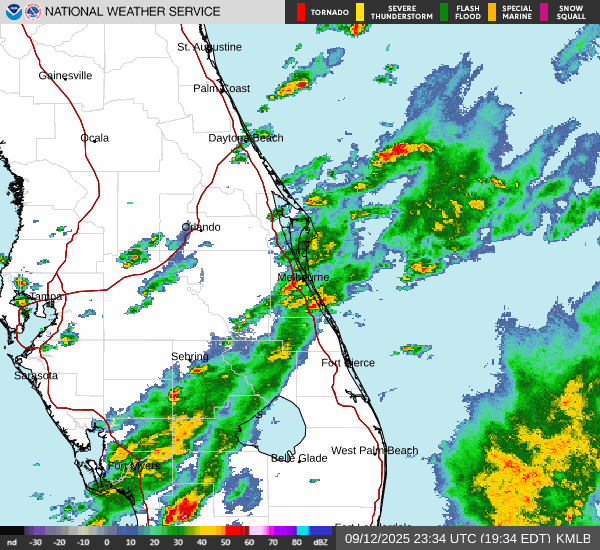 NATIONAL WEATHER SERVICE
TORNADO
SEVERE
THUNDERSTORM
FLASH
FLOOD
SPECIAL
MARINE
SNOW
SQUALL
St. Augustine
Gainesville
Palm Coast
Ocala
Daytona Beach
Orlando
Melbourne
Tampa
Sebring
Fort Pierce
Sarasota
West Palm Beach
Belle Glade
Fort Myers
nd -30 -20 -10 0 10 20 30 40 50 60 70 80 dBZ
09/12/2025 23:34 UTC (19:34 EDT) KMLB